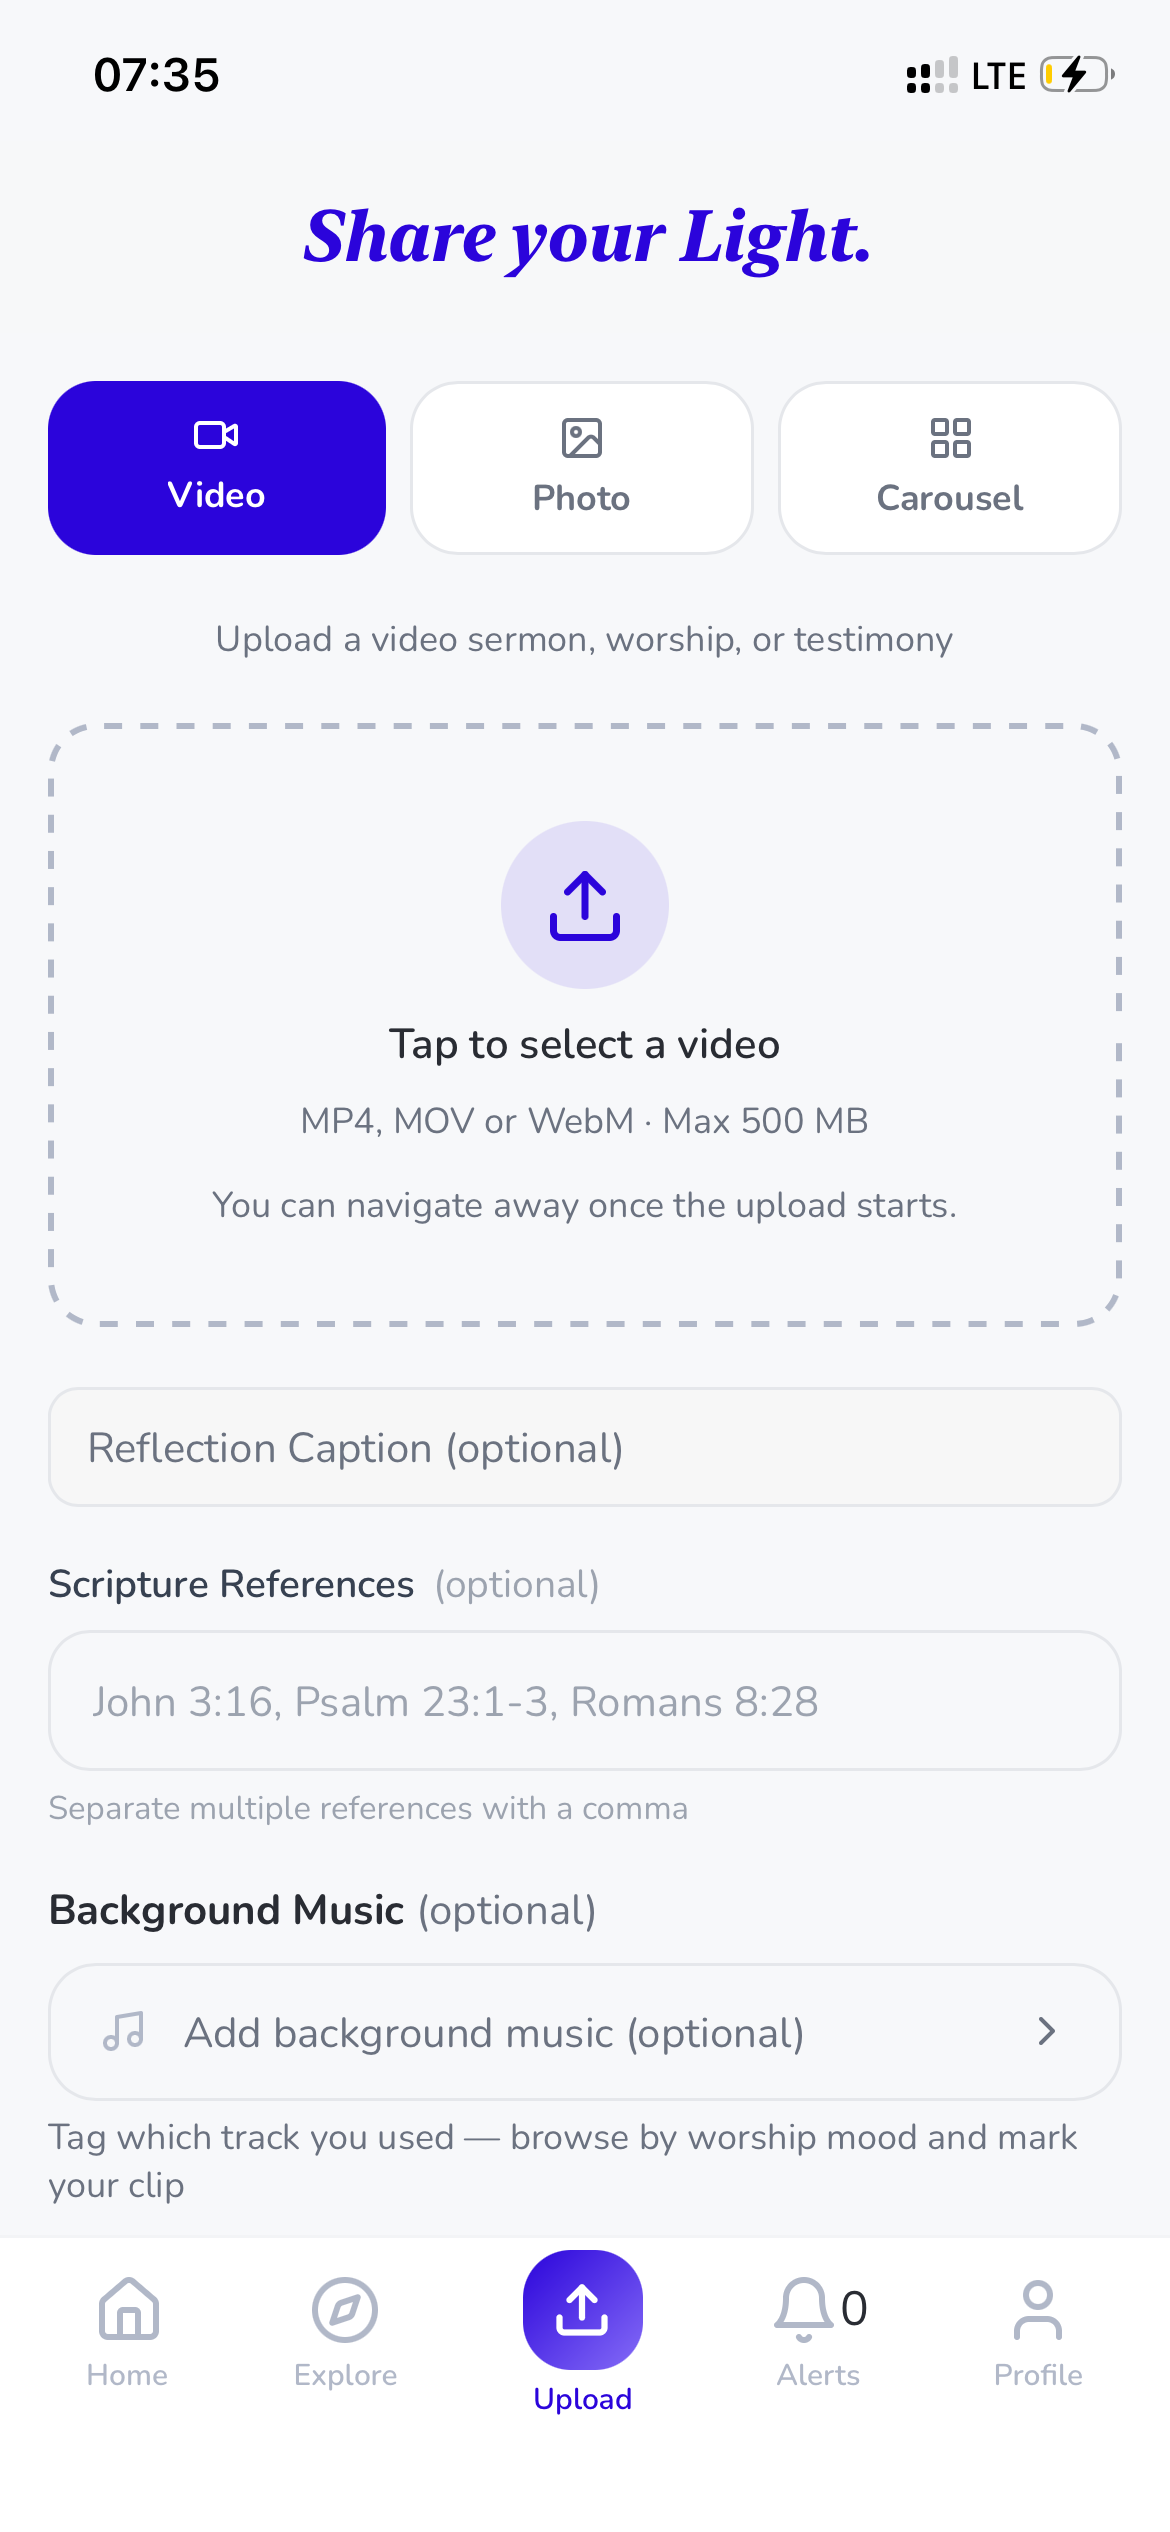 07:35
LTE
Share your Light.
Video
Photo
Carousel
Upload a video sermon, worship, or testimony
Tap to select a video
MP4, MOV or WebM · Max 500 MB
You can navigate away once the upload starts.
Reflection Caption (optional)
Scripture References (optional)
John 3:16, Psalm 23:1-3, Romans 8:28
Separate multiple references with a comma
Background Music (optional)
Add background music (optional)
Tag which track you used — browse by worship mood and mark
your clip
0
Home
Explore
Upload
Alerts
Profile